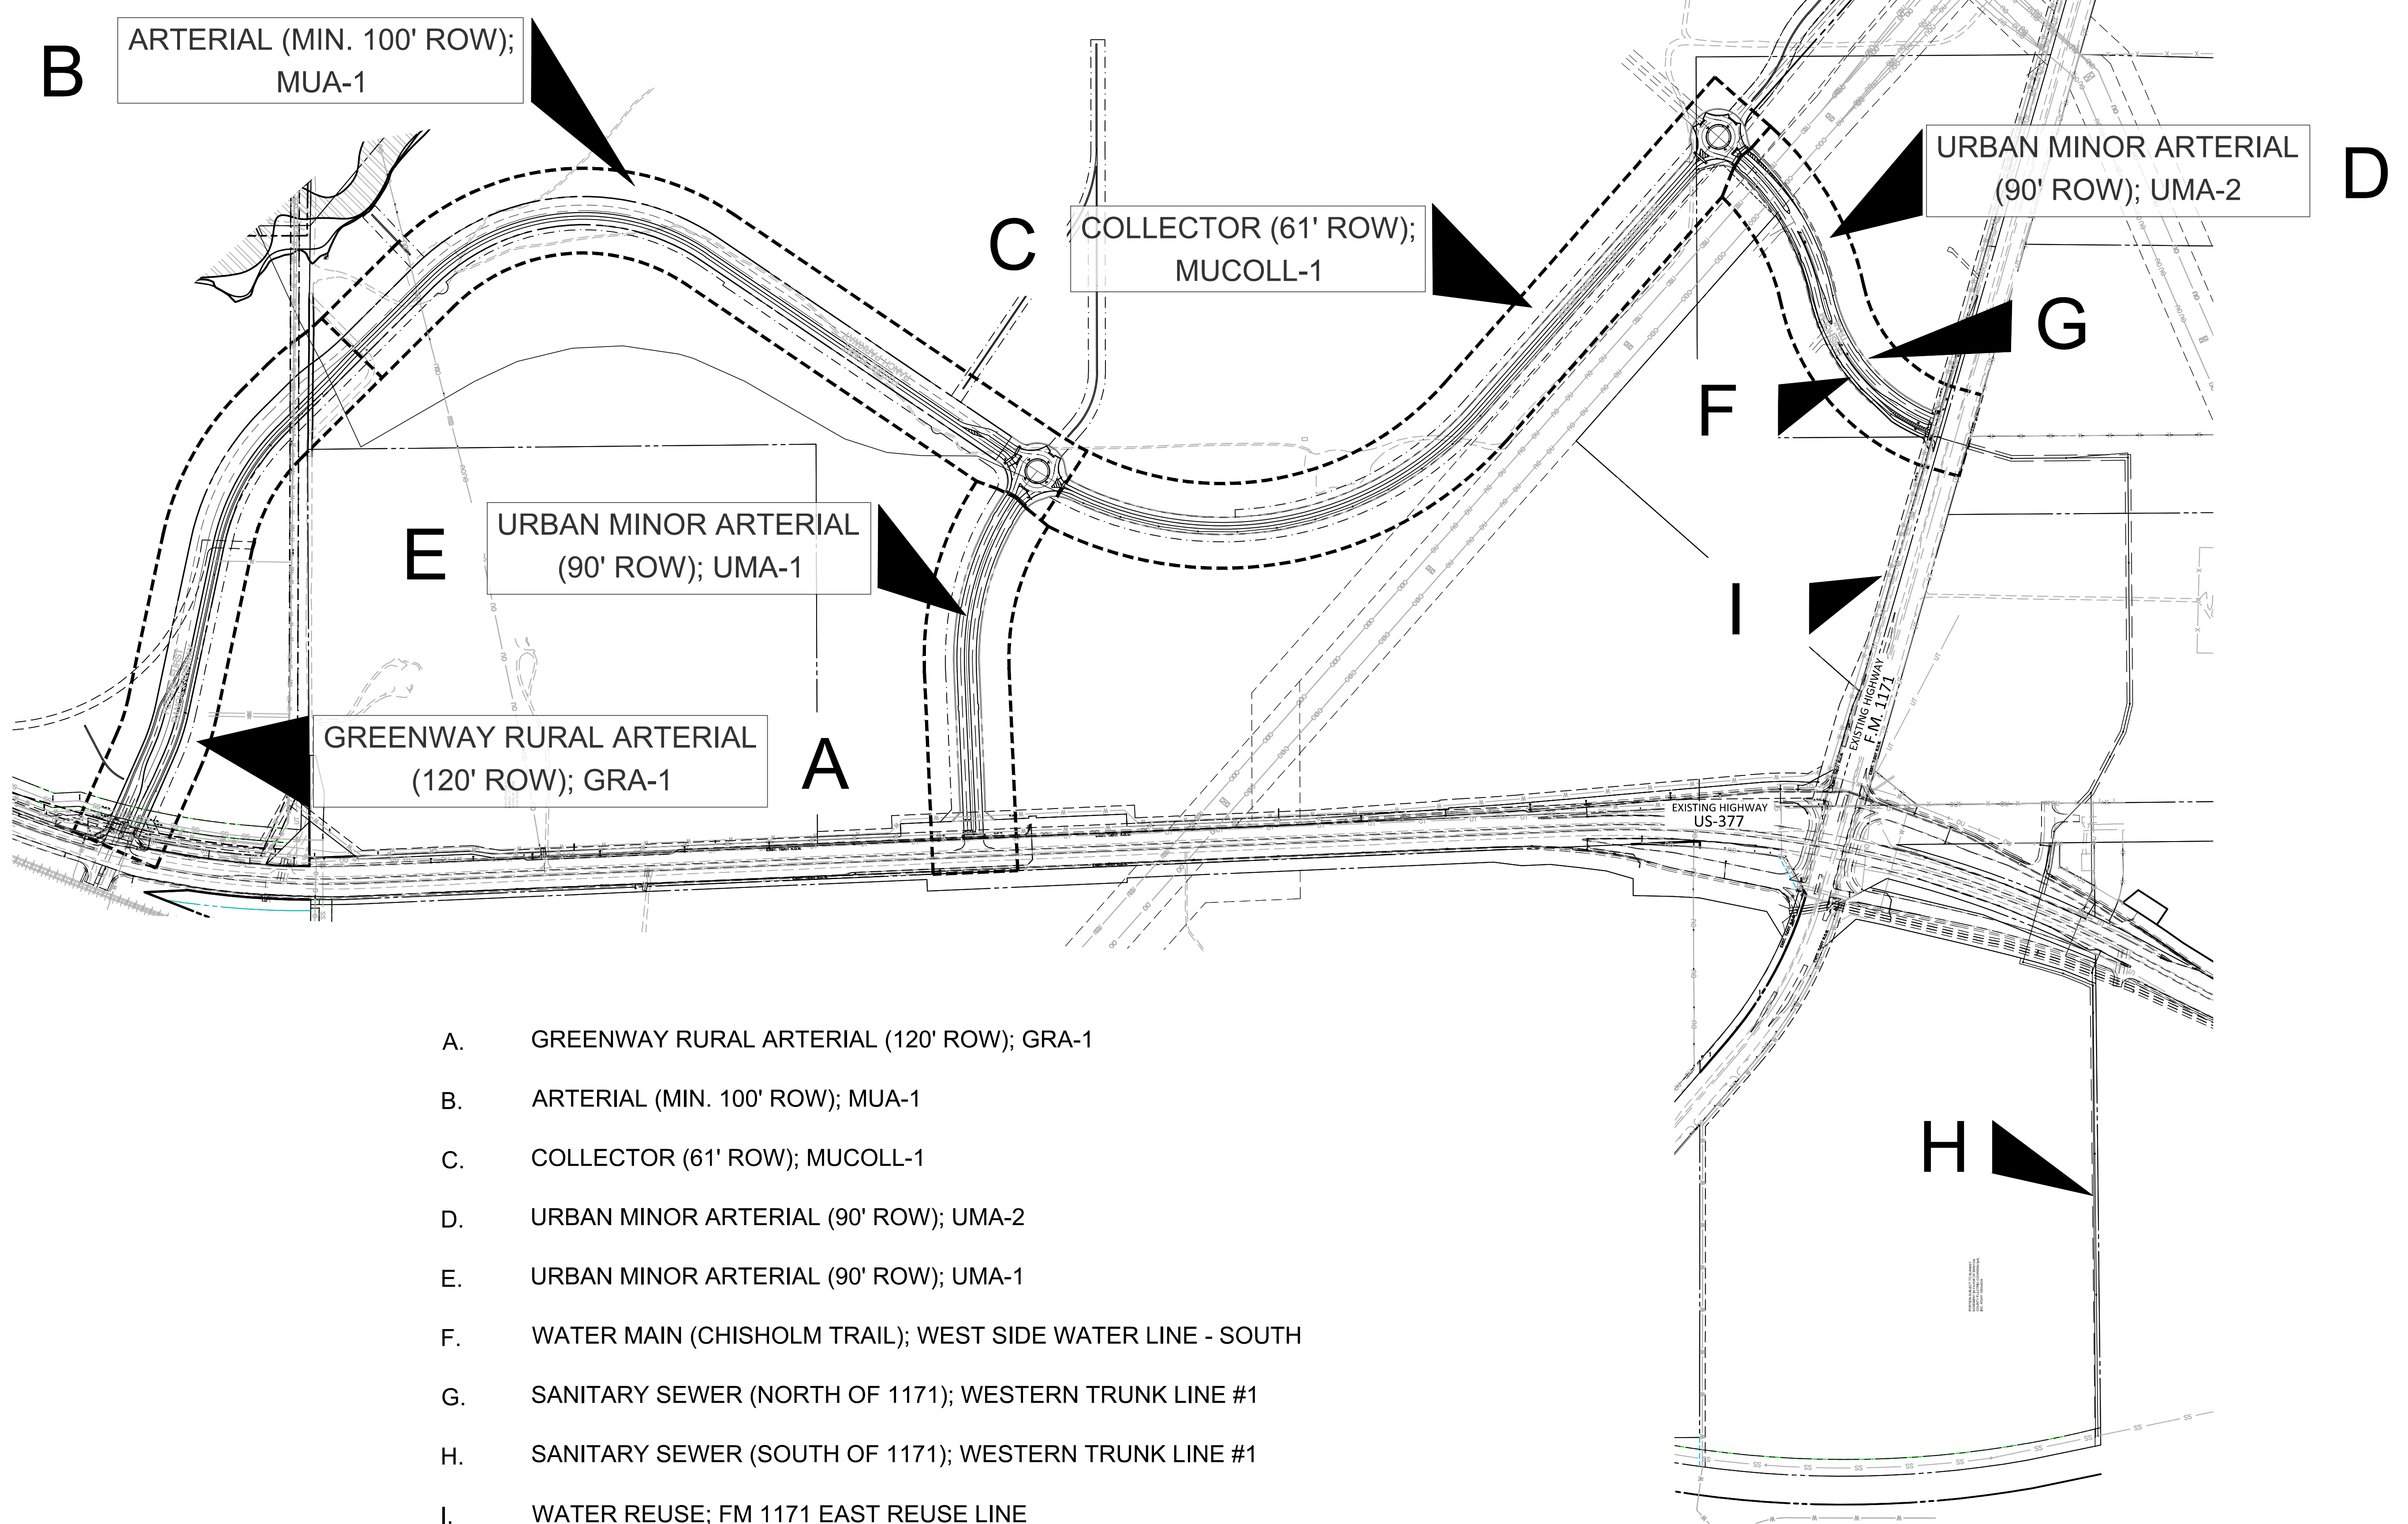 B
ARTERIAL (MIN. 100' ROW);
MUA-1
C
COLLECTOR (61' ROW);
MUCOLL-1
URBAN MINOR ARTERIAL
(90' ROW); UMA-2
D
G
F
E
URBAN MINOR ARTERIAL
(90' ROW); UMA-1
I
EXISTING HIGHWAY
F.M. 1171
GREENWAY RURAL ARTERIAL
(120' ROW); GRA-1
A
EXISTING HIGHWAY
US-377
H
A. GREENWAY RURAL ARTERIAL (120' ROW); GRA-1
B. ARTERIAL (MIN. 100' ROW); MUA-1
C. COLLECTOR (61' ROW); MUCOLL-1
D. URBAN MINOR ARTERIAL (90' ROW); UMA-2
E. URBAN MINOR ARTERIAL (90' ROW); UMA-1
F. WATER MAIN (CHISHOLM TRAIL); WEST SIDE WATER LINE - SOUTH
G. SANITARY SEWER (NORTH OF 1171); WESTERN TRUNK LINE #1
H. SANITARY SEWER (SOUTH OF 1171); WESTERN TRUNK LINE #1
I. WATER REUSE; FM 1171 EAST REUSE LINE